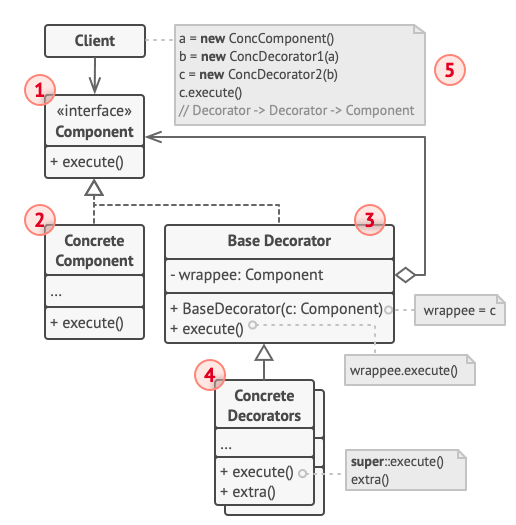 Client
a = new ConcComponent()
b = new ConcDecorator1(a)
c = new ConcDecorator2(b)
c.execute()
// Decorator -> Decorator -> Component
5
1
«interface»
Component
+ execute()
2
Concrete
Component
...
+ execute()
3
Base Decorator
- wrappee: Component
+ BaseDecorator(c: Component)
+ execute()
wrappee = c
wrappee.execute()
4
Concrete
Decorators
...
+ execute()
+ extra()
super::execute()
extra()